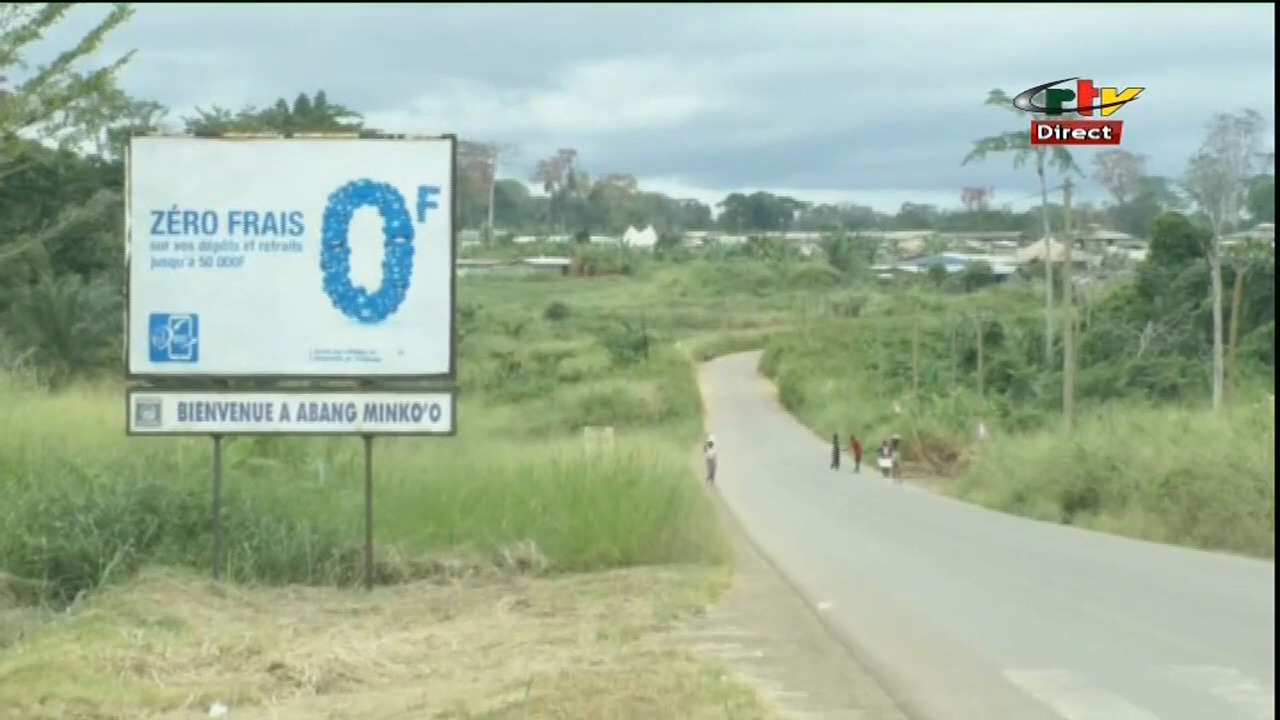 crtv
Direct
ZÉRO FRAIS
0F
sur vos dépôts et retraits
jusqu'à 50 000F
BIENVENUE A ABANG MINKO'O